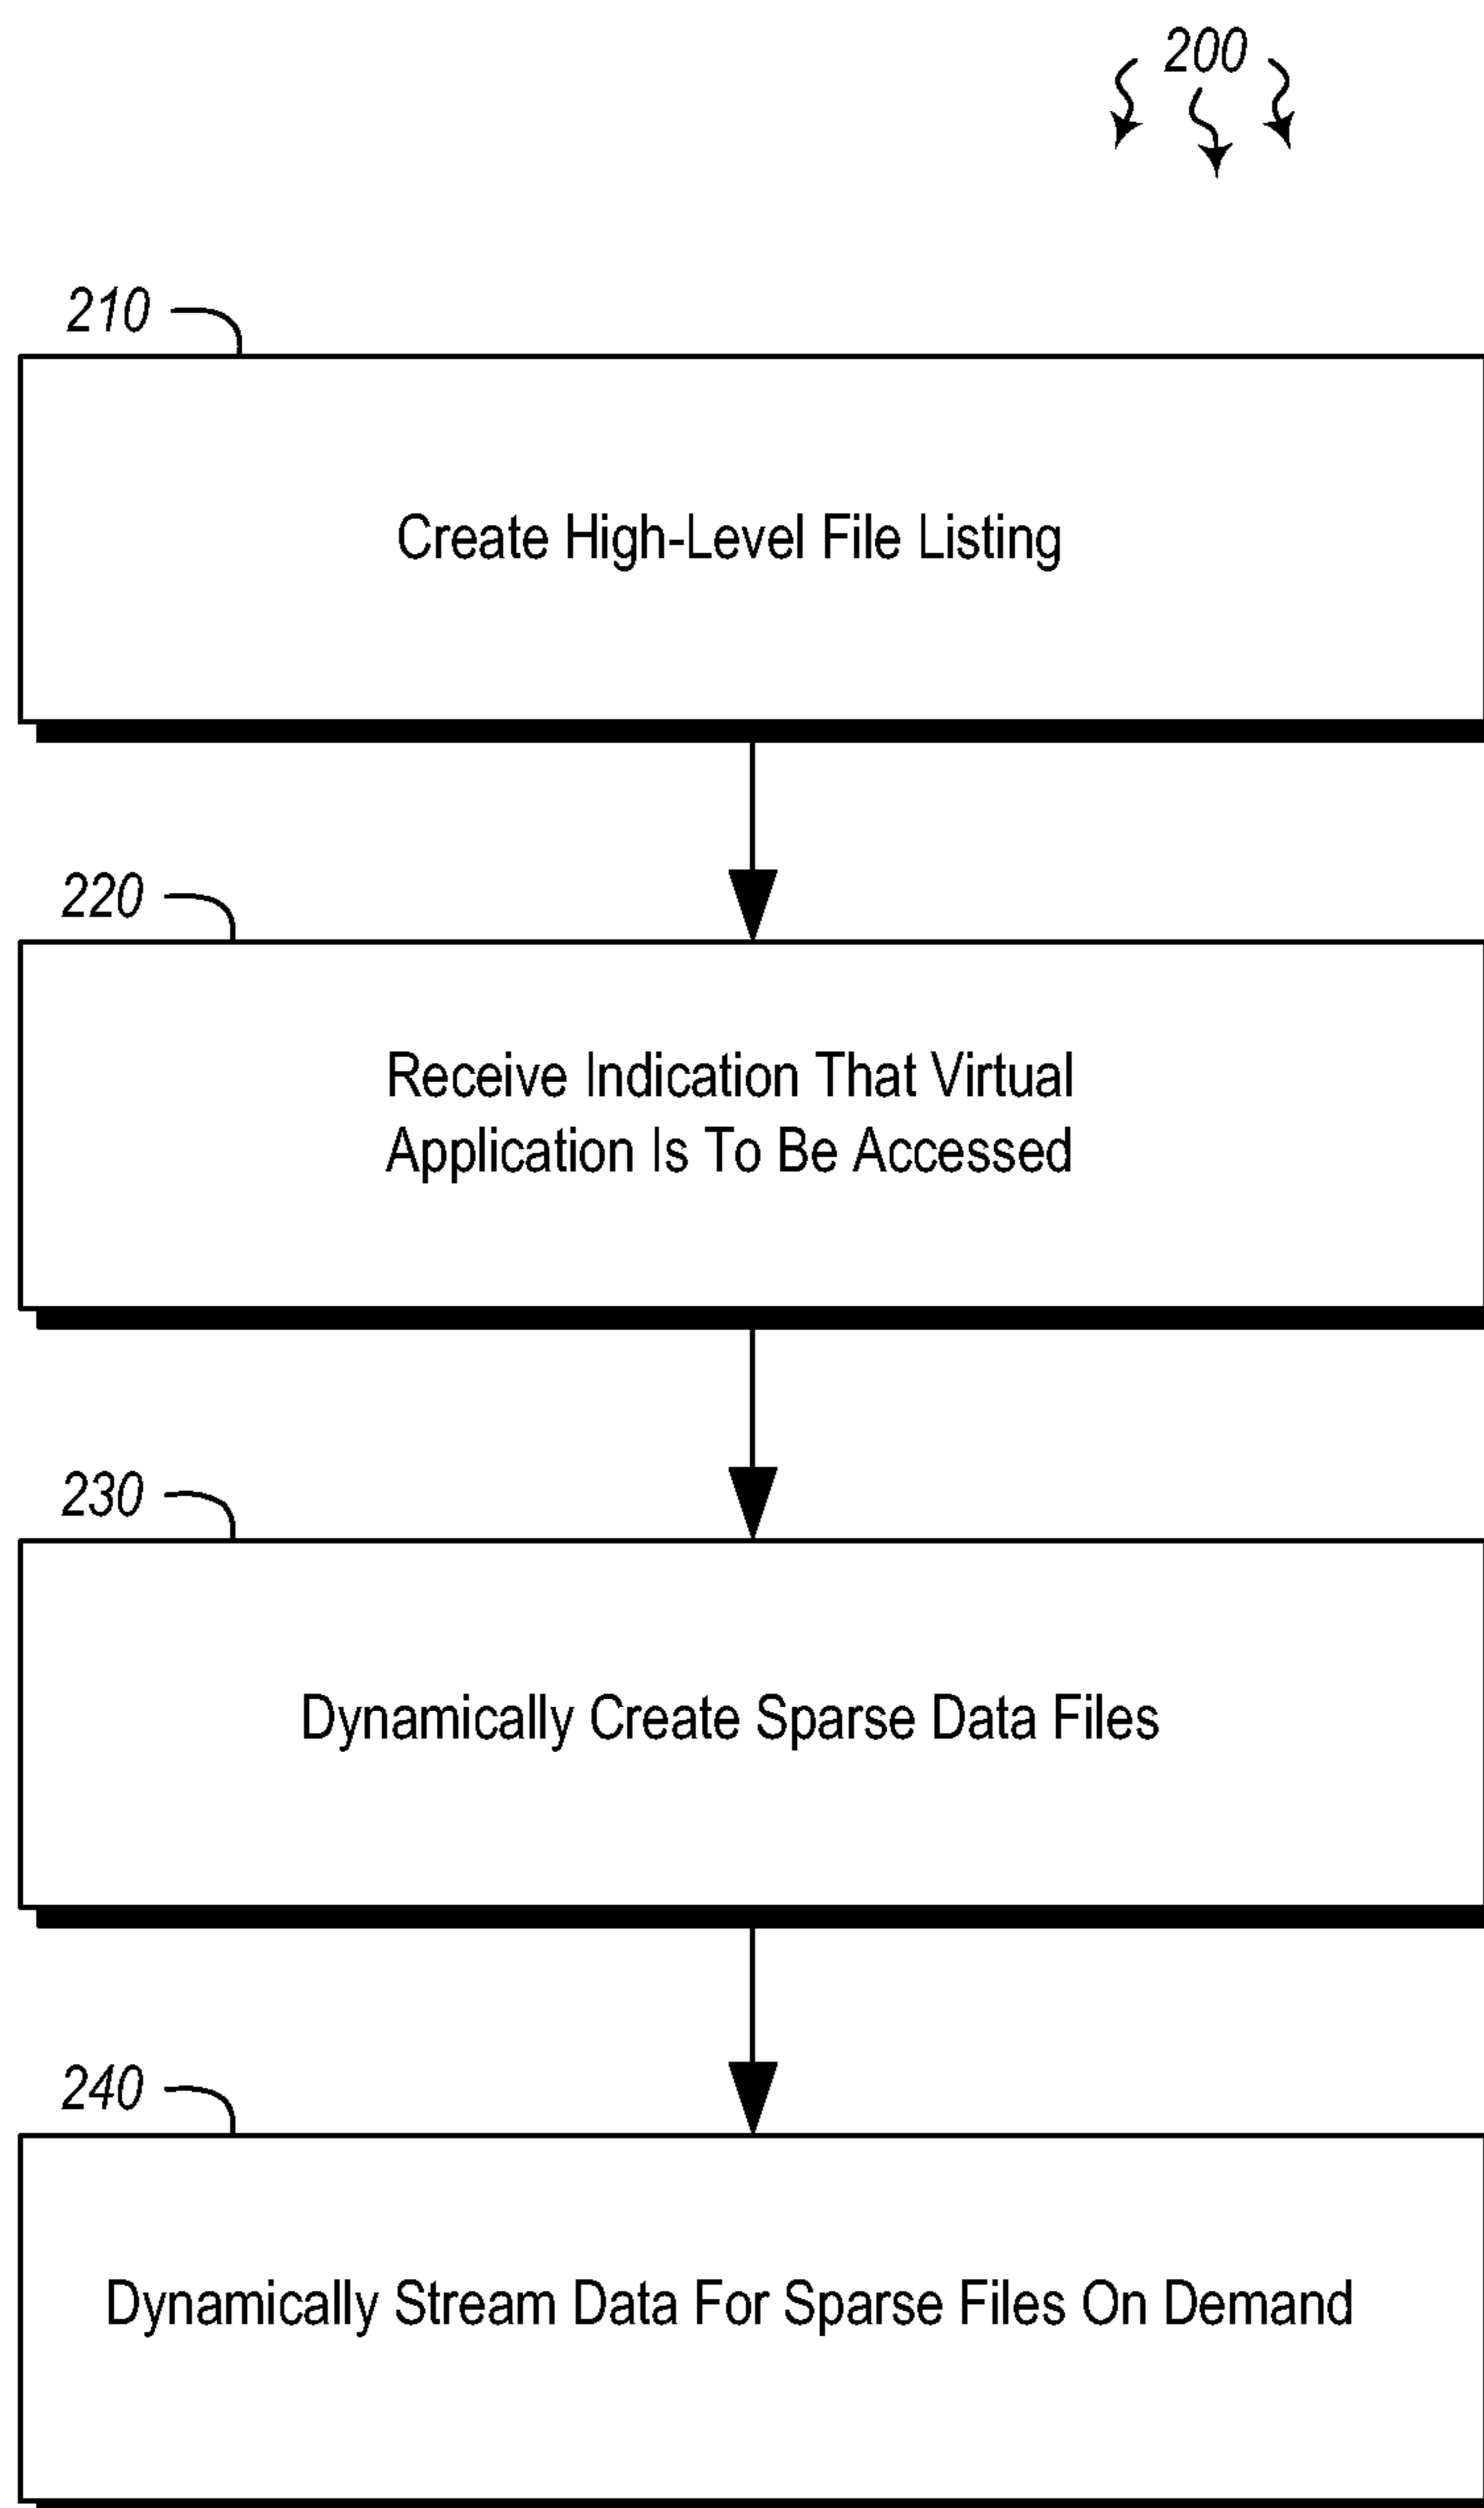 200
210
Create High-Level File Listing
220
Receive Indication That Virtual
Application Is To Be Accessed
230
Dynamically Create Sparse Data Files
240
Dynamically Stream Data For Sparse Files On Demand